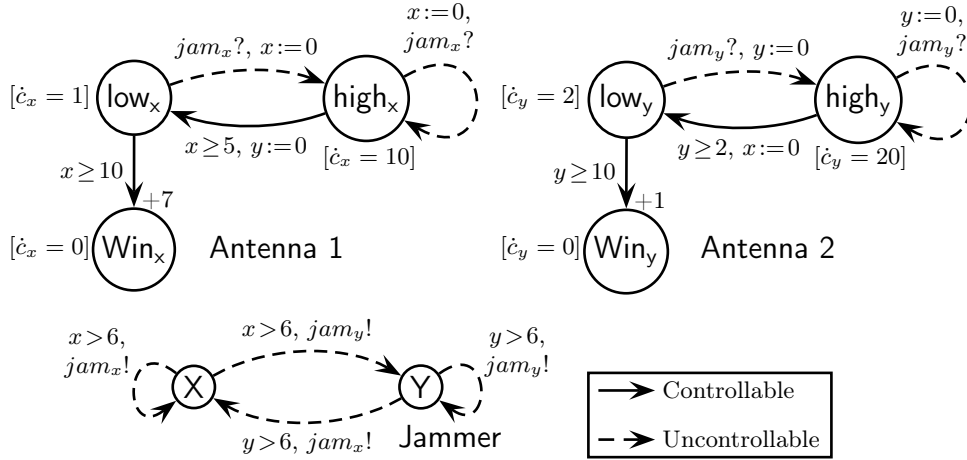 x:=0,
jam_x?
jam_x?, x:=0
[ċ_x = 1]
low_x
high_x
x≥5, y:=0
[ċ_x = 10]
x≥10
+7
[ċ_x = 0]
Win_x
Antenna 1
y:=0,
jam_y?
jam_y?, y:=0
[ċ_y = 2]
low_y
high_y
y≥2, x:=0
[ċ_y = 20]
y≥10
+1
[ċ_y = 0]
Win_y
Antenna 2
x>6,
jam_x!
x>6, jam_y!
y>6,
jam_y!
X
Y
y>6, jam_x!
Jammer
Controllable
Uncontrollable